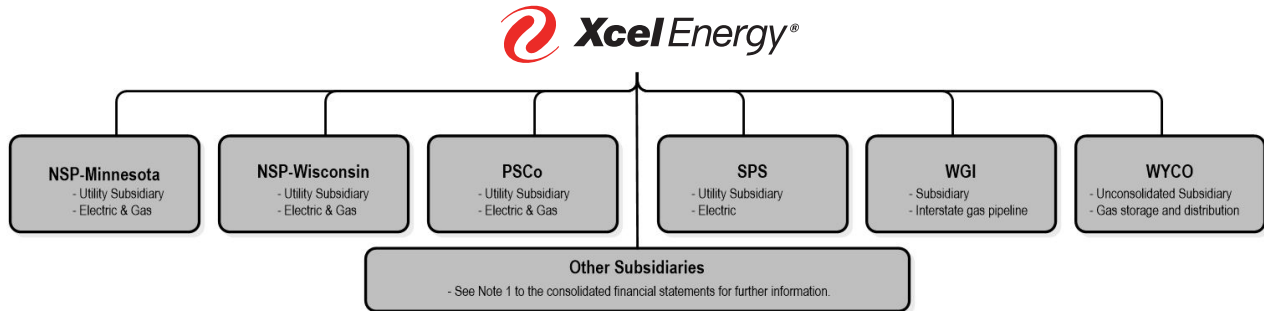 Xcel Energy®
NSP-Minnesota
- Utility Subsidiary
- Electric & Gas
NSP-Wisconsin
- Utility Subsidiary
- Electric & Gas
PSCo
- Utility Subsidiary
- Electric & Gas
SPS
- Utility Subsidiary
- Electric
WGI
- Subsidiary
- Interstate gas pipeline
WYCO
- Unconsolidated Subsidiary
- Gas storage and distribution
Other Subsidiaries
- See Note 1 to the consolidated financial statements for further information.